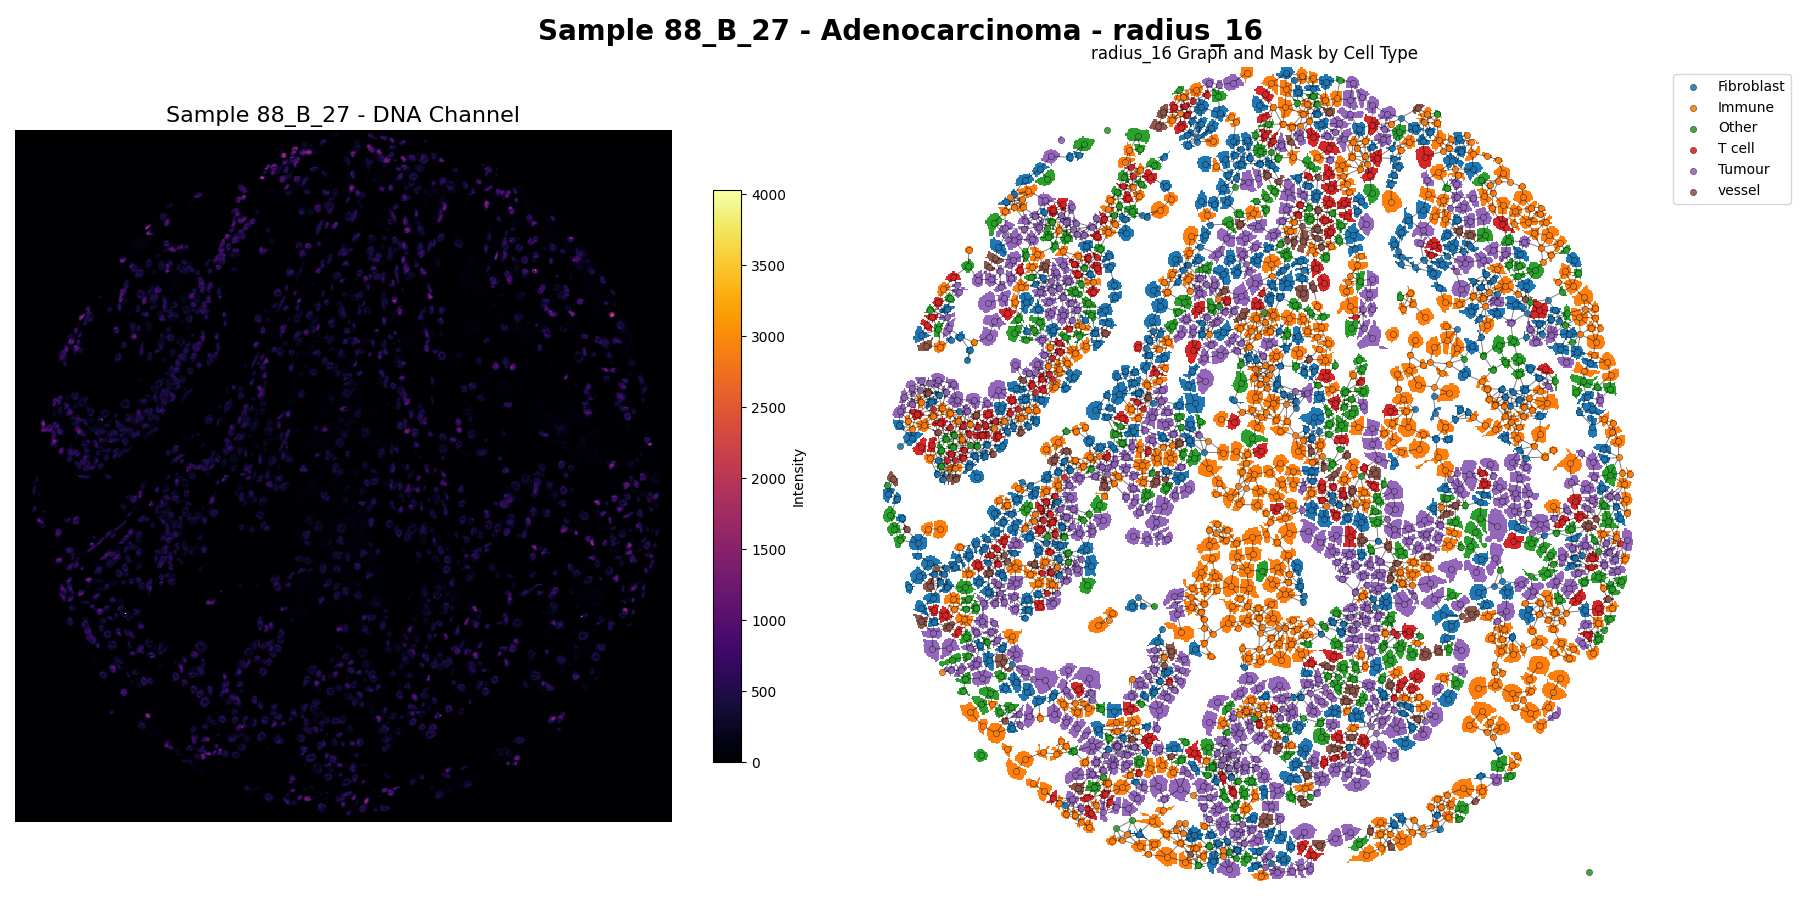 Sample 88_B_27 - Adenocarcinoma - radius_16
radius_16 Graph and Mask by Cell Type
Sample 88_B_27 - DNA Channel
4000
3500
3000
2500
2000
1500
1000
500
0
Intensity
Fibroblast
Immune
Other
T cell
Tumour
vessel